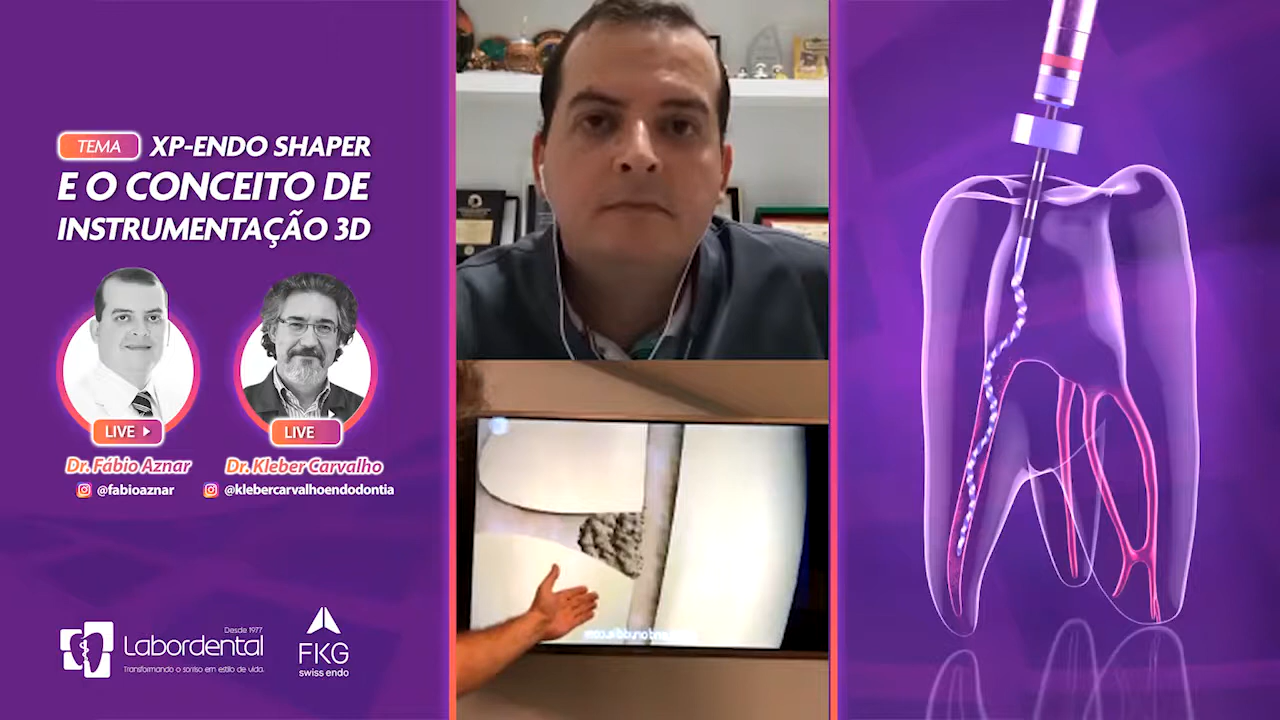 TEMA XP-ENDO SHAPER
E O CONCEITO DE
INSTRUMENTAÇÃO 3D
LIVE
LIVE
Dr. Fábio Aznar
Dr. Kleber Carvalho
@fabioaznar
@klebercarvalhoendodontia
Desde 1977
Labordental
Transformando o sorriso em estilo de vida.
FKG
swiss endo